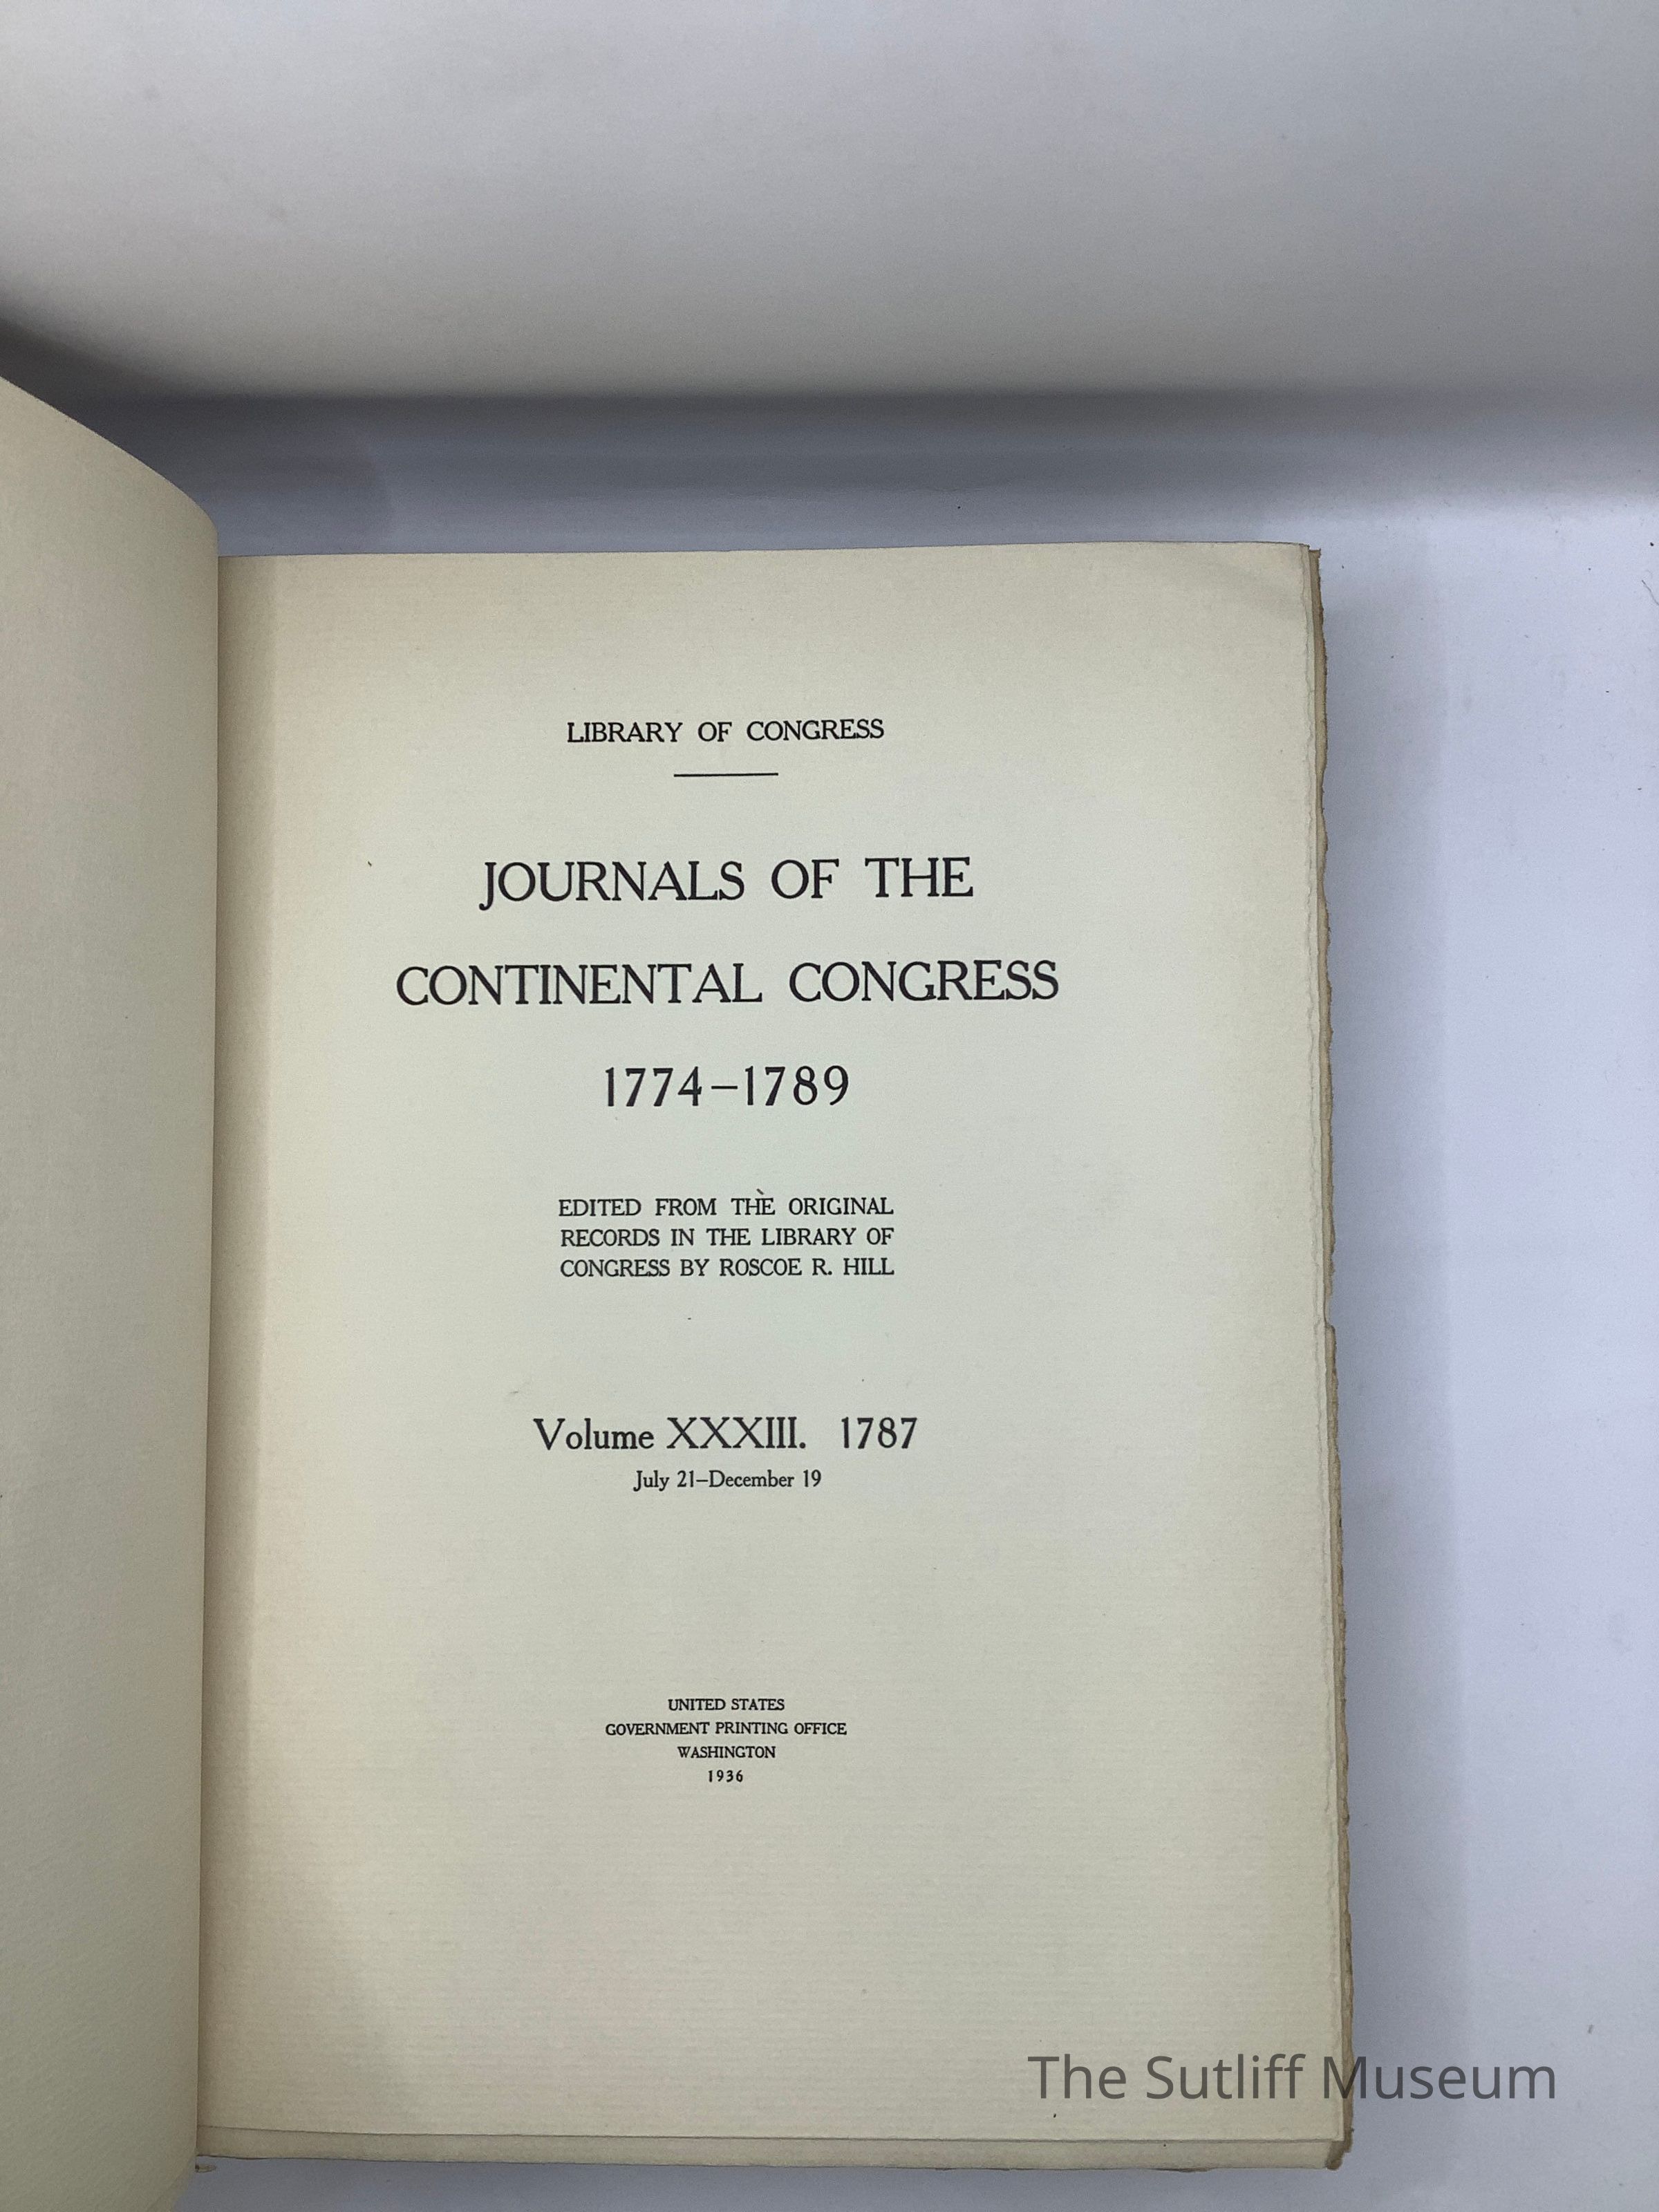 LIBRARY OF CONGRESS
JOURNALS OF THE
CONTINENTAL CONGRESS
1774–1789
EDITED FROM THE ORIGINAL
RECORDS IN THE LIBRARY OF
CONGRESS BY ROSCOE R. HILL
Volume XXXIII. 1787
July 21–December 19
UNITED STATES
GOVERNMENT PRINTING OFFICE
WASHINGTON
1936
The Sutliff Museum